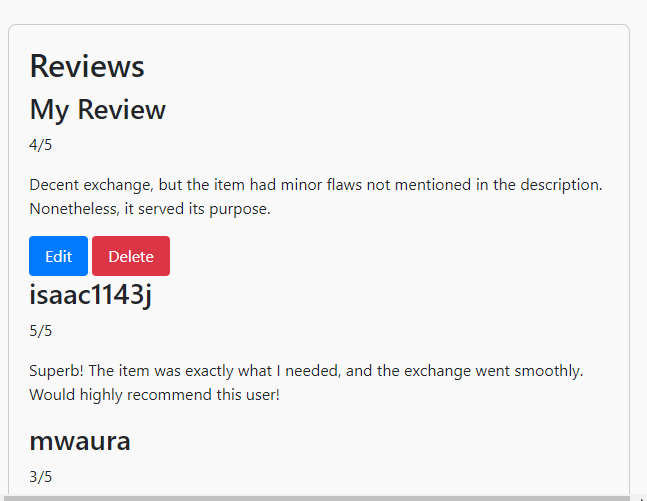 Reviews
My Review
4/5
Decent exchange, but the item had minor flaws not mentioned in the description.
Nonetheless, it served its purpose.
Edit Delete
isaac1143j
5/5
Superb! The item was exactly what I needed, and the exchange went smoothly.
Would highly recommend this user!
mwaura
3/5